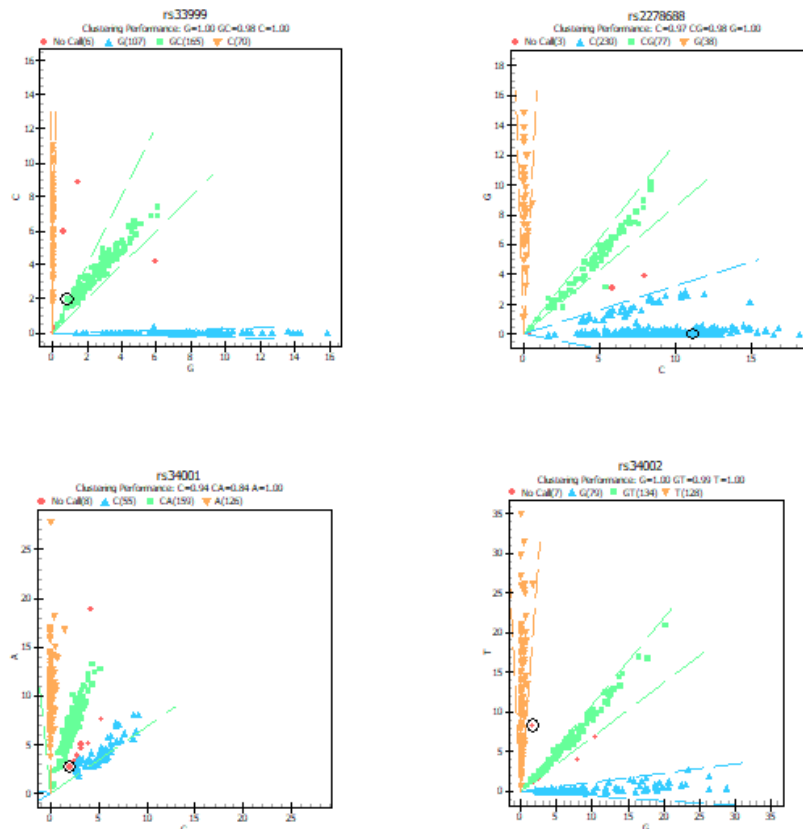 rs33999
Clustering Performance: G=1.00 GC=0.98 C=1.00
No Call(6) G(107) GC(165) C(70)
16
14
12
10
8
6
4
2
0
C
0 2 4 6 8 10 12 14 16
G
rs2278688
Clustering Performance: C=0.97 CG=0.98 G=1.00
No Call(3) C(230) CG(77) G(38)
18
16
14
12
10
8
6
4
2
0
G
0 5 10 15
C
rs34001
Clustering Performance: C=0.94 CA=0.84 A=1.00
No Call(8) C(55) CA(159) A(126)
25
20
15
10
5
0
A
0 5 10 15 20 25
C
rs34002
Clustering Performance: G=1.00 GT=0.99 T=1.00
No Call(7) G(79) GT(134) T(128)
35
30
25
20
15
10
5
0
T
0 5 10 15 20 25 30 35
G